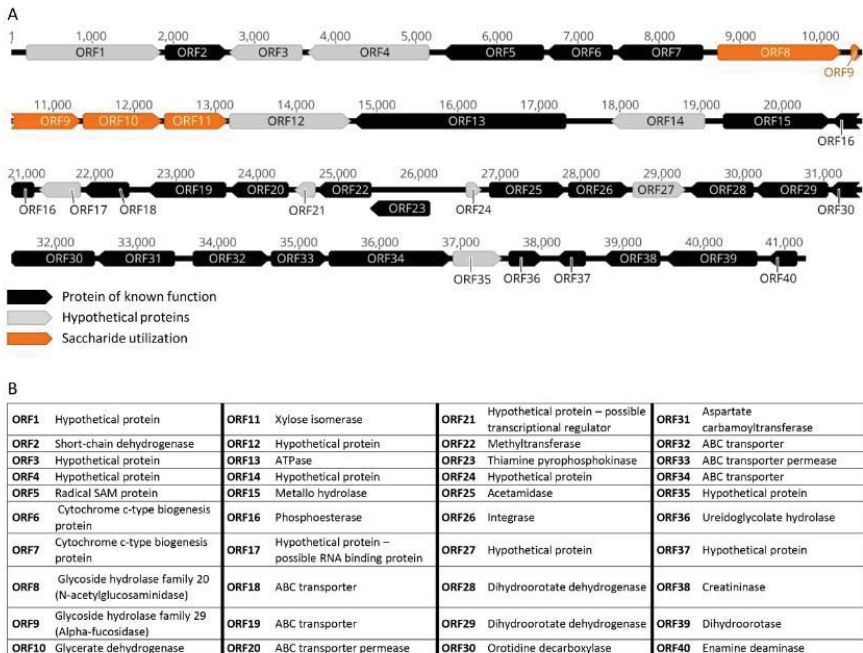 A
1 1,000 2,000 3,000 4,000 5,000 6,000 7,000 8,000 9,000 10,000
ORF1 ORF2 ORF3 ORF4 ORF5 ORF6 ORF7 ORF8
ORF9
11,000 12,000 13,000 14,000 15,000 16,000 17,000 18,000 19,000 20,000
ORF9 ORF10 ORF11 ORF12 ORF13 ORF14 ORF15
ORF16
21,000 22,000 23,000 24,000 25,000 26,000 27,000 28,000 29,000 30,000 31,000
ORF19 ORF20 ORF22 ORF25 ORF26 ORF27 ORF28 ORF29
ORF16 ORF17 ORF18 ORF21 ORF23 ORF24 ORF30
32,000 33,000 34,000 35,000 36,000 37,000 38,000 39,000 40,000 41,000
ORF30 ORF31 ORF32 ORF33 ORF34 ORF38 ORF39
ORF35 ORF36 ORF37 ORF40
Protein of known function
Hypothetical proteins
Saccharide utilization
B
ORF1 Hypothetical protein ORF11 Xylose isomerase ORF21 Hypothetical protein – possible transcriptional regulator ORF31 Aspartate carbamoyltransferase
ORF2 Short-chain dehydrogenase ORF12 Hypothetical protein ORF22 Methyltransferase ORF32 ABC transporter
ORF3 Hypothetical protein ORF13 ATPase ORF23 Thiamine pyrophosphokinase ORF33 ABC transporter permease
ORF4 Hypothetical protein ORF14 Hypothetical protein ORF24 Hypothetical protein ORF34 ABC transporter
ORF5 Radical SAM protein ORF15 Metallo hydrolase ORF25 Acetamidase ORF35 Hypothetical protein
ORF6 Cytochrome c-type biogenesis protein ORF16 Phosphoesterase ORF26 Integrase ORF36 Ureidoglycolate hydrolase
ORF7 Cytochrome c-type biogenesis protein ORF17 Hypothetical protein – possible RNA binding protein ORF27 Hypothetical protein ORF37 Hypothetical protein
ORF8 Glycoside hydrolase family 20 (N-acetylglucosaminidase) ORF18 ABC transporter ORF28 Dihydroorotate dehydrogenase ORF38 Creatininase
ORF9 Glycoside hydrolase family 29 (Alpha-fucosidase) ORF19 ABC transporter ORF29 Dihydroorotate dehydrogenase ORF39 Dihydroorotase
ORF10 Glycerate dehydrogenase ORF20 ABC transporter permease ORF30 Orotidine decarboxylase ORF40 Enamine deaminase